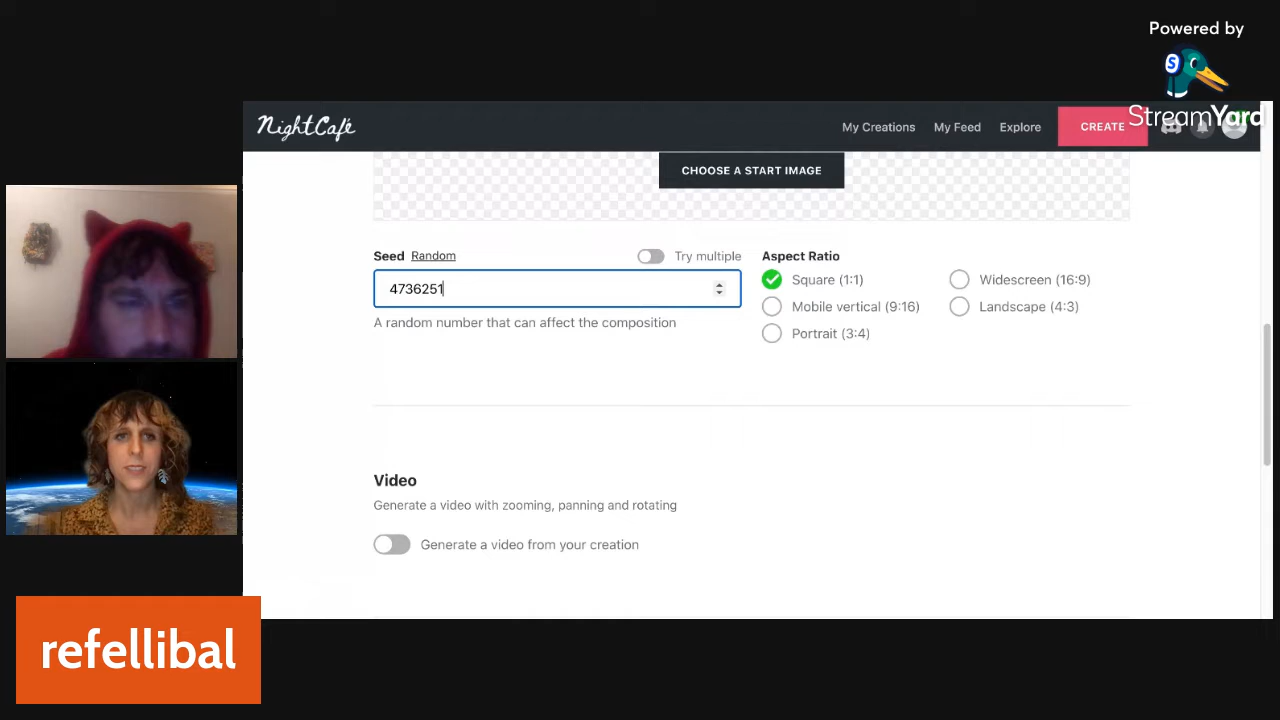 Powered by
S
StreamYard
NightCafé
My Creations
My Feed
Explore
CREATE
CHOOSE A START IMAGE
Seed Random
Try multiple
4736251
A random number that can affect the composition
Aspect Ratio
Square (1:1)
Widescreen (16:9)
Mobile vertical (9:16)
Landscape (4:3)
Portrait (3:4)
Video
Generate a video with zooming, panning and rotating
Generate a video from your creation
refellibal